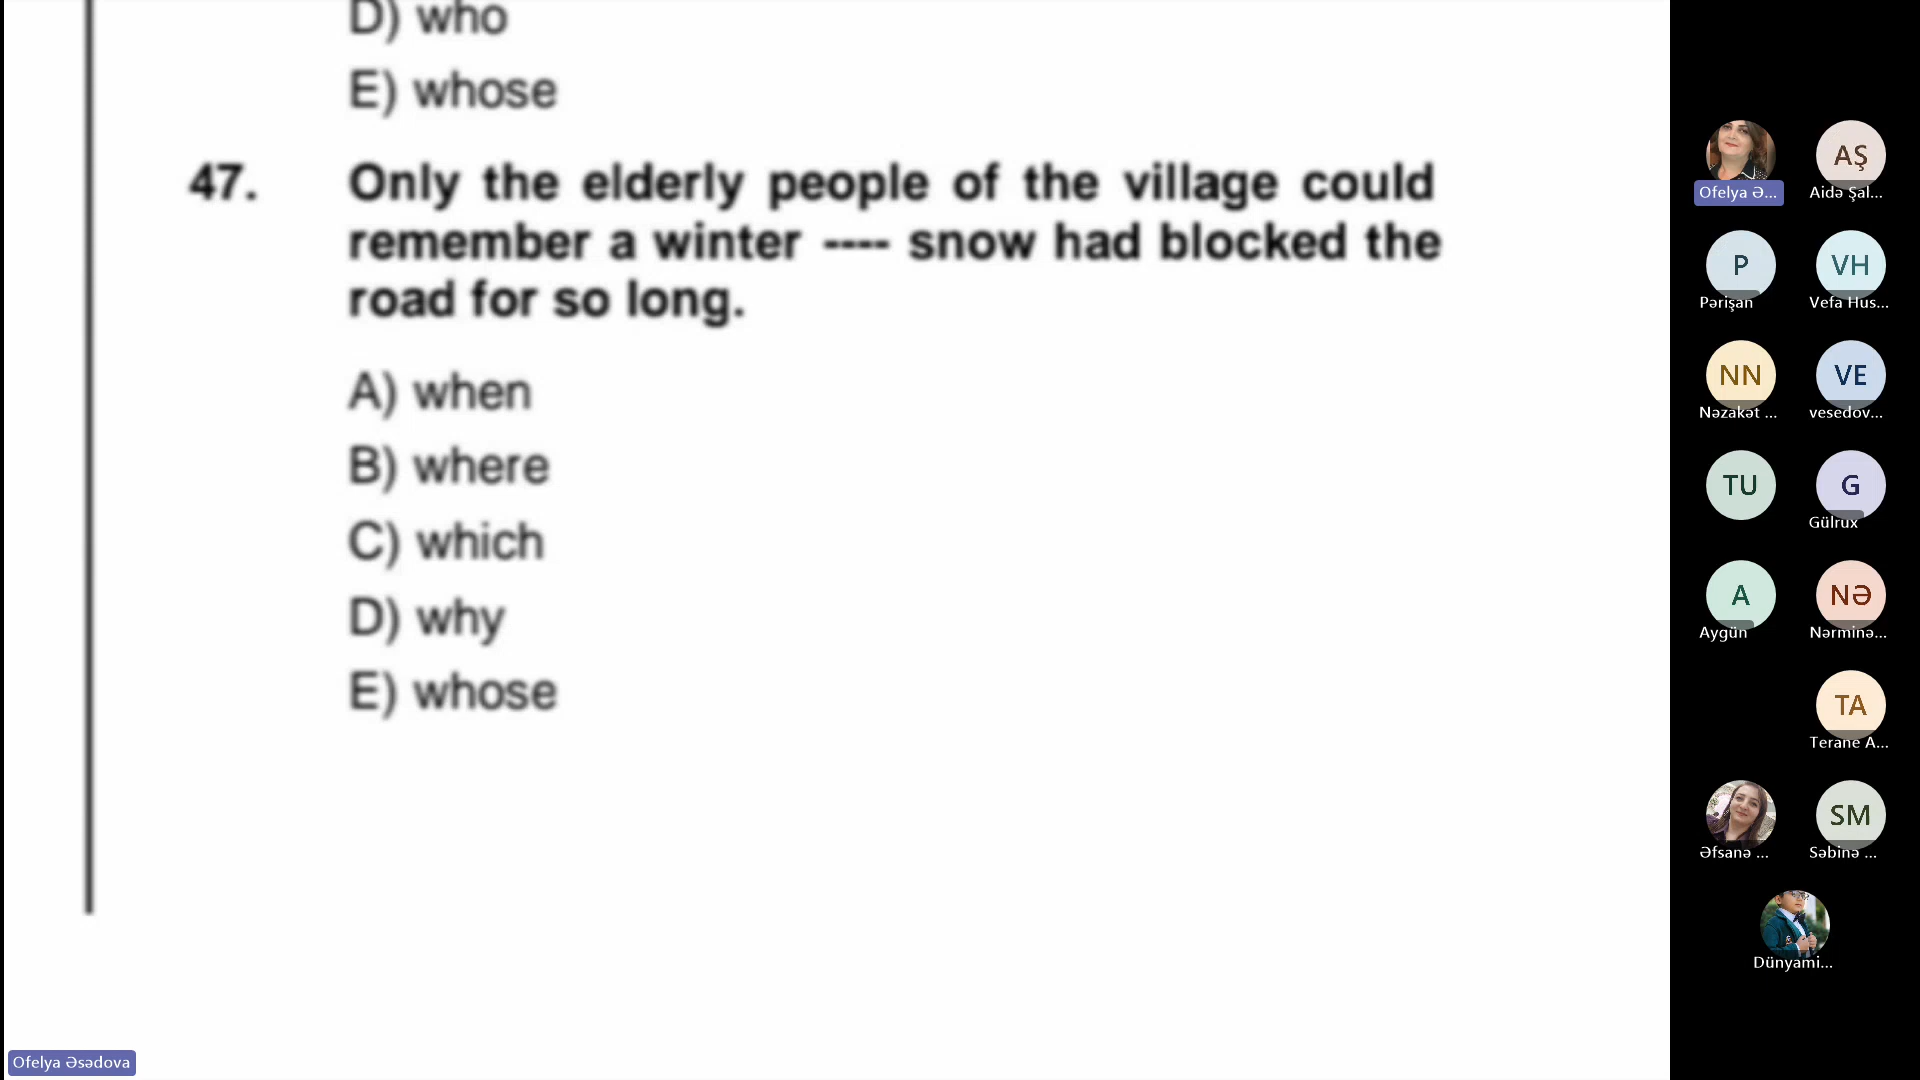 D) who
E) whose
47. Only the elderly people of the village could
remember a winter ---- snow had blocked the
road for so long.
A) when
B) where
C) which
D) why
E) whose
Ofelya Əsədova
Ofelya Ə...
AŞ
Aidə Şal...
P
Pərişan
VH
Vefa Hus...
NN
Nəzakət ...
VE
vesedov...
TU
G
Gülrux
A
Aygün
NƏ
Nərminə...
TA
Terane A...
Əfsanə ...
SM
Səbinə ...
Dünyami...